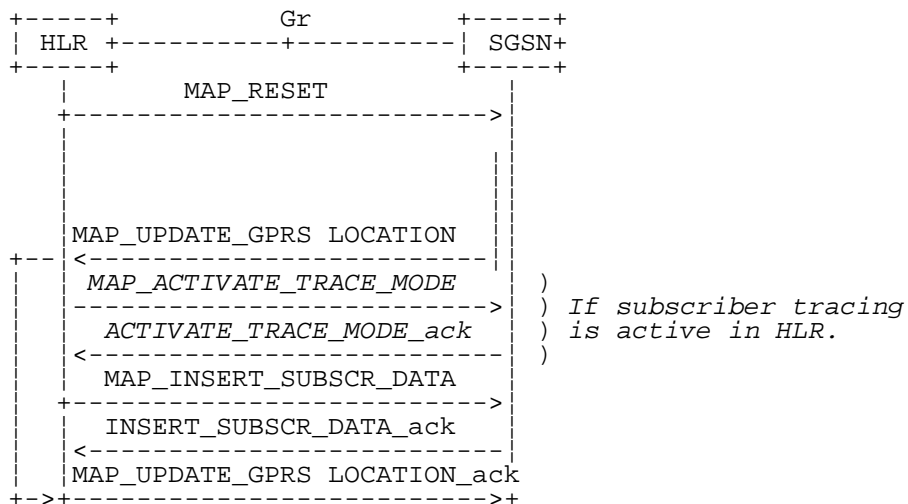 Gr
HLR
SGSN
MAP_RESET
MAP_UPDATE_GPRS LOCATION
MAP_ACTIVATE_TRACE_MODE )
) If subscriber tracing
ACTIVATE_TRACE_MODE_ack ) is active in HLR.
)
MAP_INSERT_SUBSCR_DATA
INSERT_SUBSCR_DATA_ack
MAP_UPDATE_GPRS LOCATION_ack